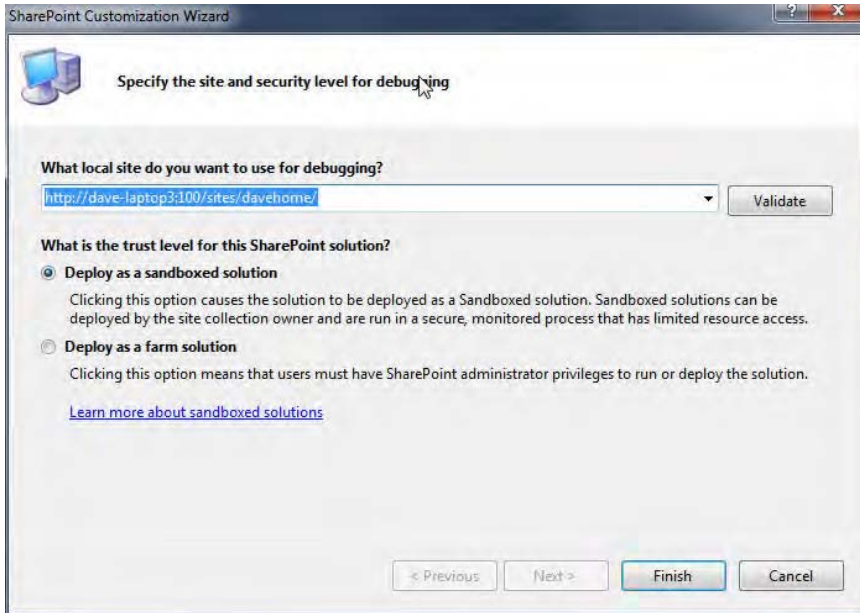 SharePoint Customization Wizard
?
X
Specify the site and security level for debugging
What local site do you want to use for debugging?
http://dave-laptop3:100/sites/davehome/
Validate
What is the trust level for this SharePoint solution?
Deploy as a sandboxed solution
Clicking this option causes the solution to be deployed as a Sandboxed solution. Sandboxed solutions can be
deployed by the site collection owner and are run in a secure, monitored process that has limited resource access.
Deploy as a farm solution
Clicking this option means that users must have SharePoint administrator privileges to run or deploy the solution.
Learn more about sandboxed solutions
< Previous
Next >
Finish
Cancel